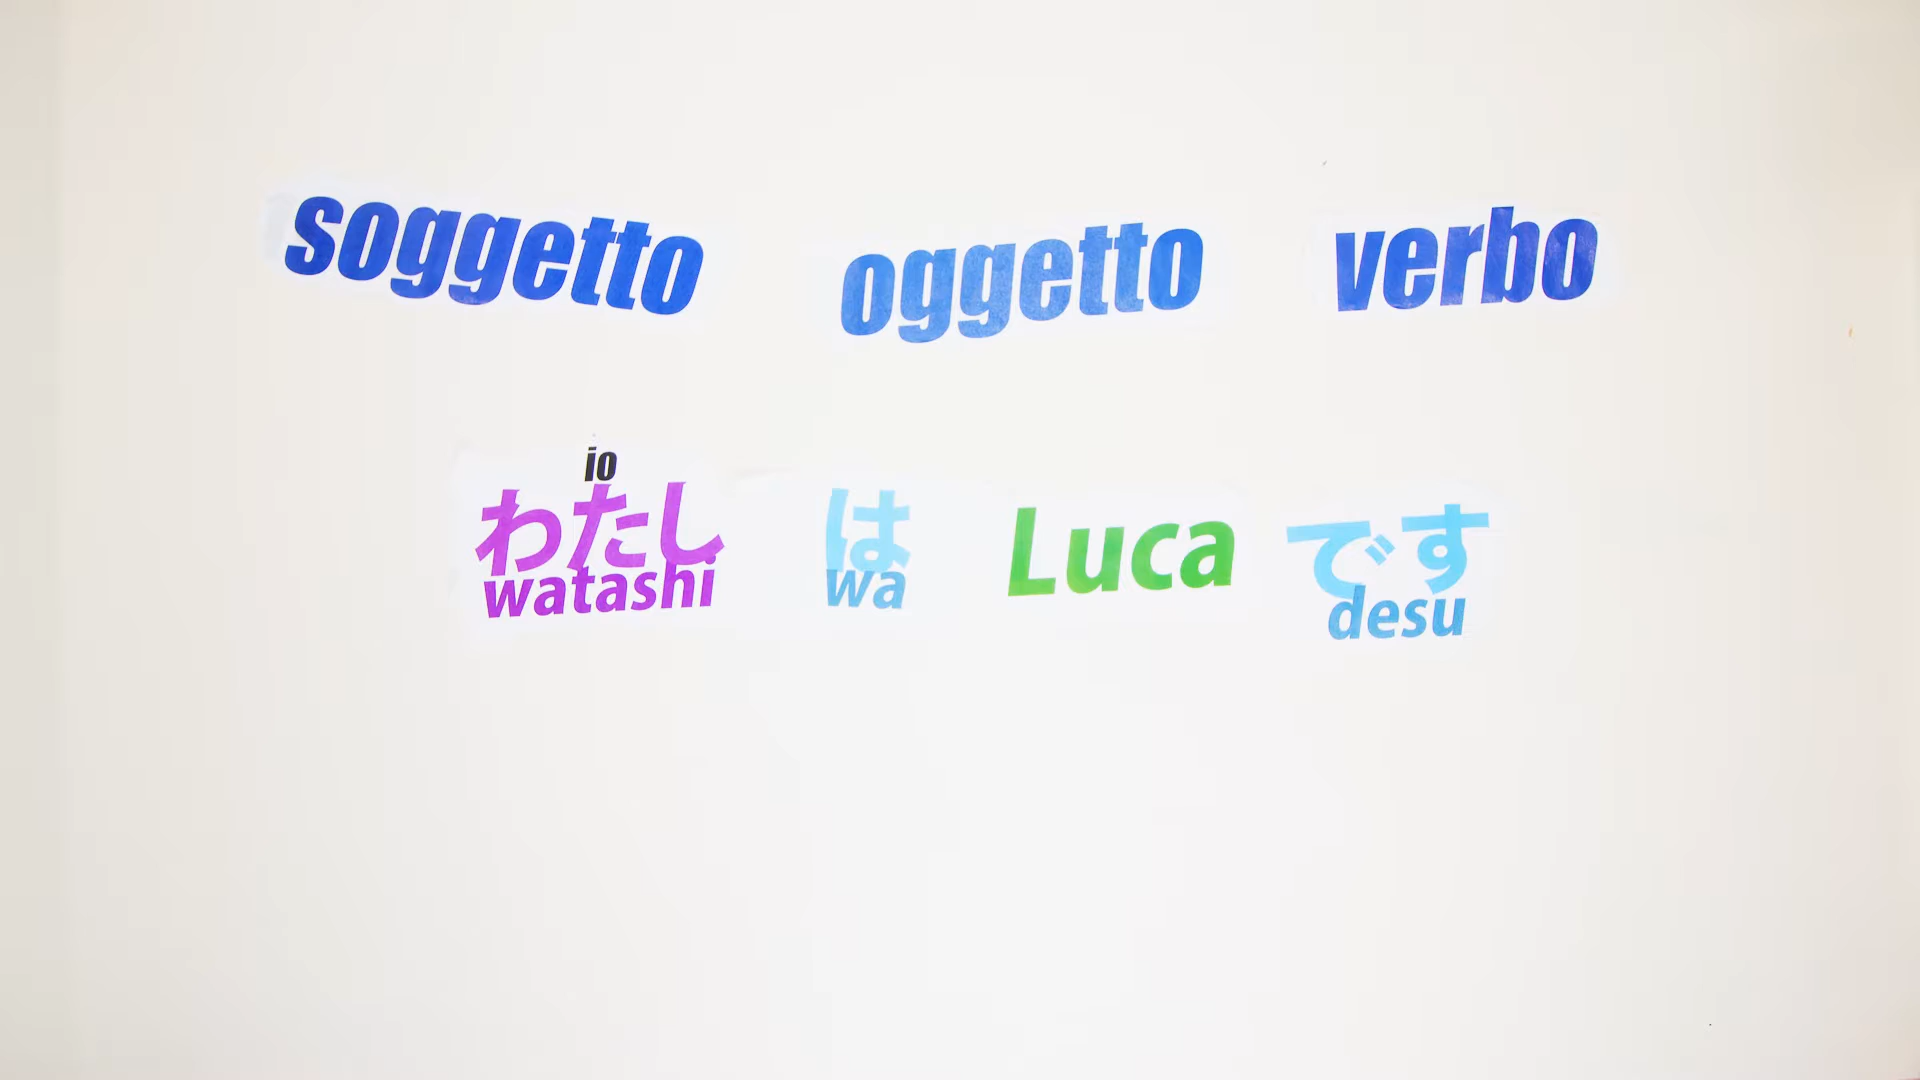 soggetto oggetto verbo
io
わたし は Luca です
watashi wa desu